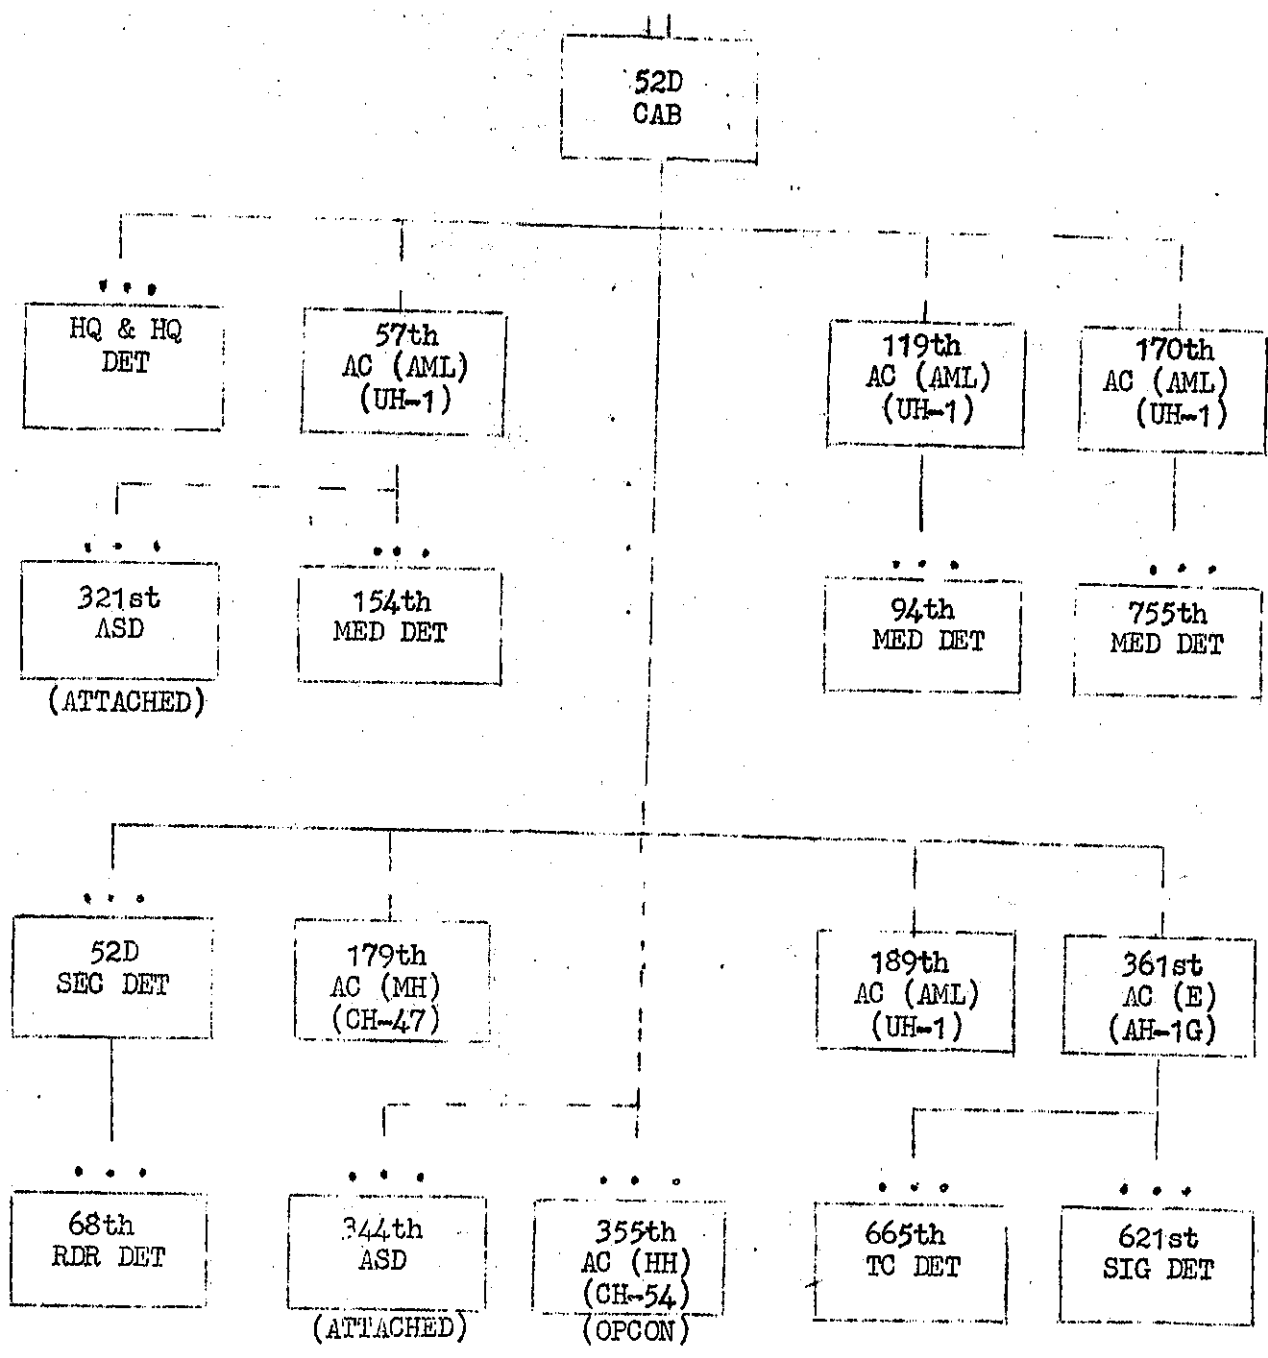 52D
CAB
HQ & HQ
DET
57th
AC (AML)
(UH-1)
119th
AC (AML)
(UH-1)
170th
AC (AML)
(UH-1)
321st
ASD
(ATTACHED)
154th
MED DET
94th
MED DET
755th
MED DET
52D
SEC DET
179th
AC (MH)
(CH-47)
189th
AC (AML)
(UH-1)
361st
AC (E)
(AH-1G)
68th
RDR DET
344th
ASD
(ATTACHED)
355th
AC (HH)
(CH-54)
(OPCON)
665th
TC DET
621st
SIG DET